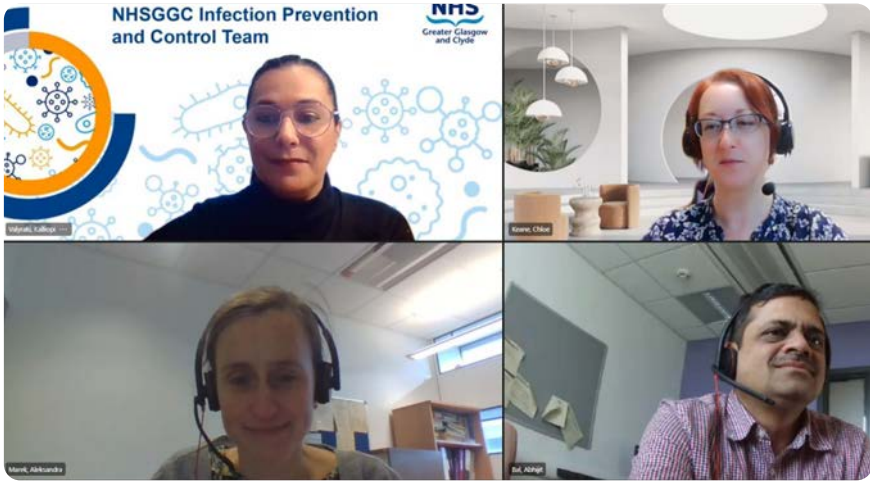 NHSGGC Infection Prevention
and Control Team
NHS
Greater Glasgow
and Clyde
Valyraki, Kalliopi ...
Keane, Chloe
Marek, Aleksandra
Bal, Abhijit